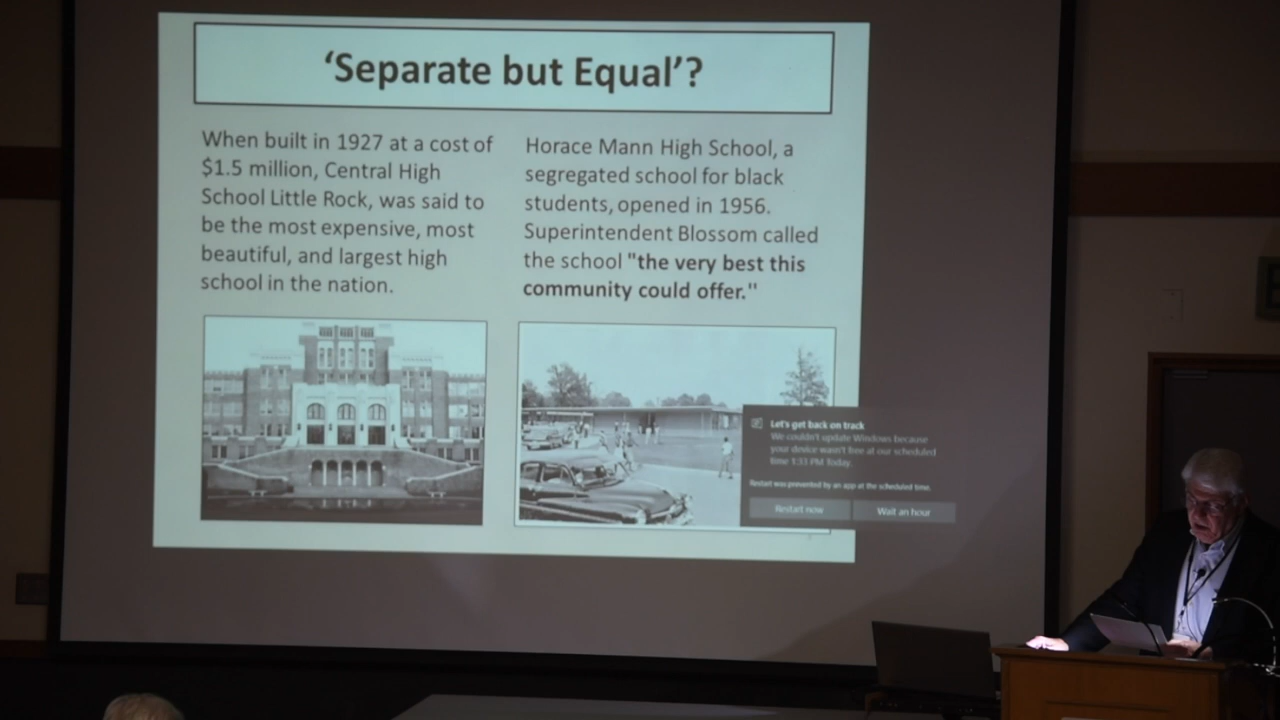 ‘Separate but Equal’?
When built in 1927 at a cost of
$1.5 million, Central High
School Little Rock, was said to
be the most expensive, most
beautiful, and largest high
school in the nation.
Horace Mann High School, a
segregated school for black
students, opened in 1956.
Superintendent Blossom called
the school "the very best this
community could offer."
Let's get back on track
We couldn't update Windows because
your device wasn't free at our scheduled
time 1:33 PM Today.
Restart was prevented by an app at the scheduled time.
Restart now
Wait an hour